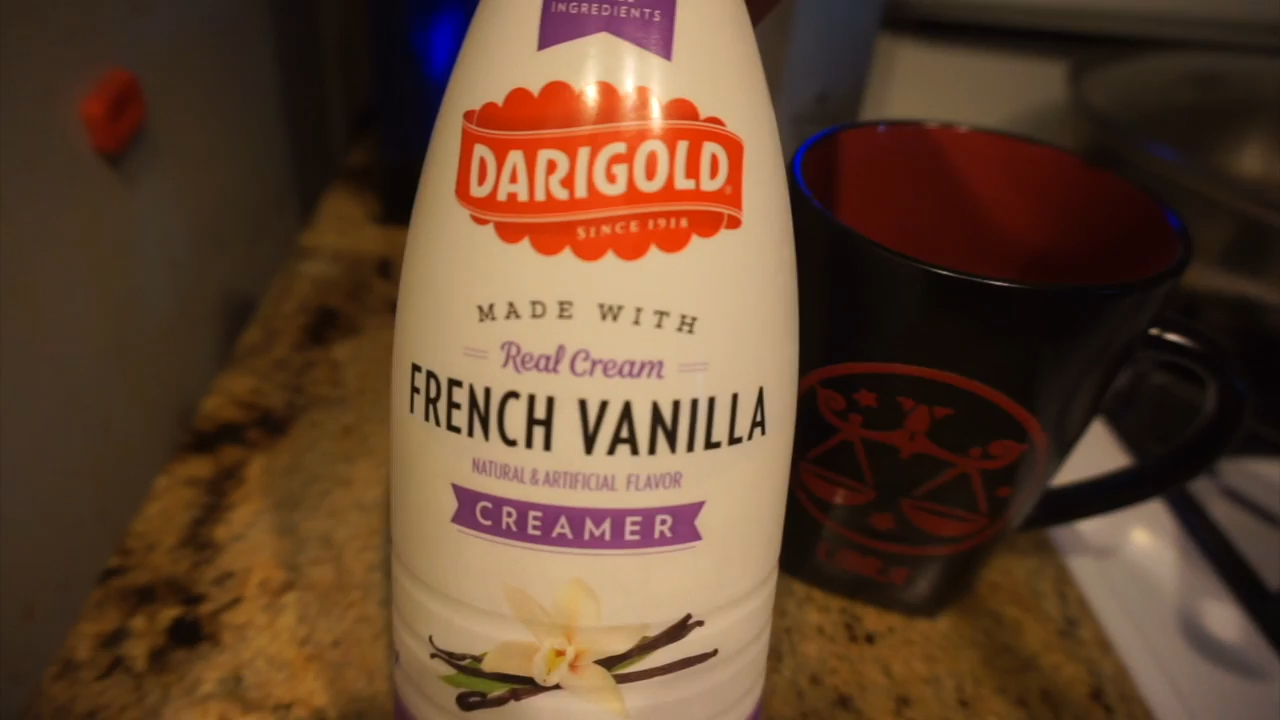 INGREDIENTS
DARIGOLD
SINCE 1918
MADE WITH
Real Cream
FRENCH VANILLA
NATURAL & ARTIFICIAL FLAVOR
CREAMER